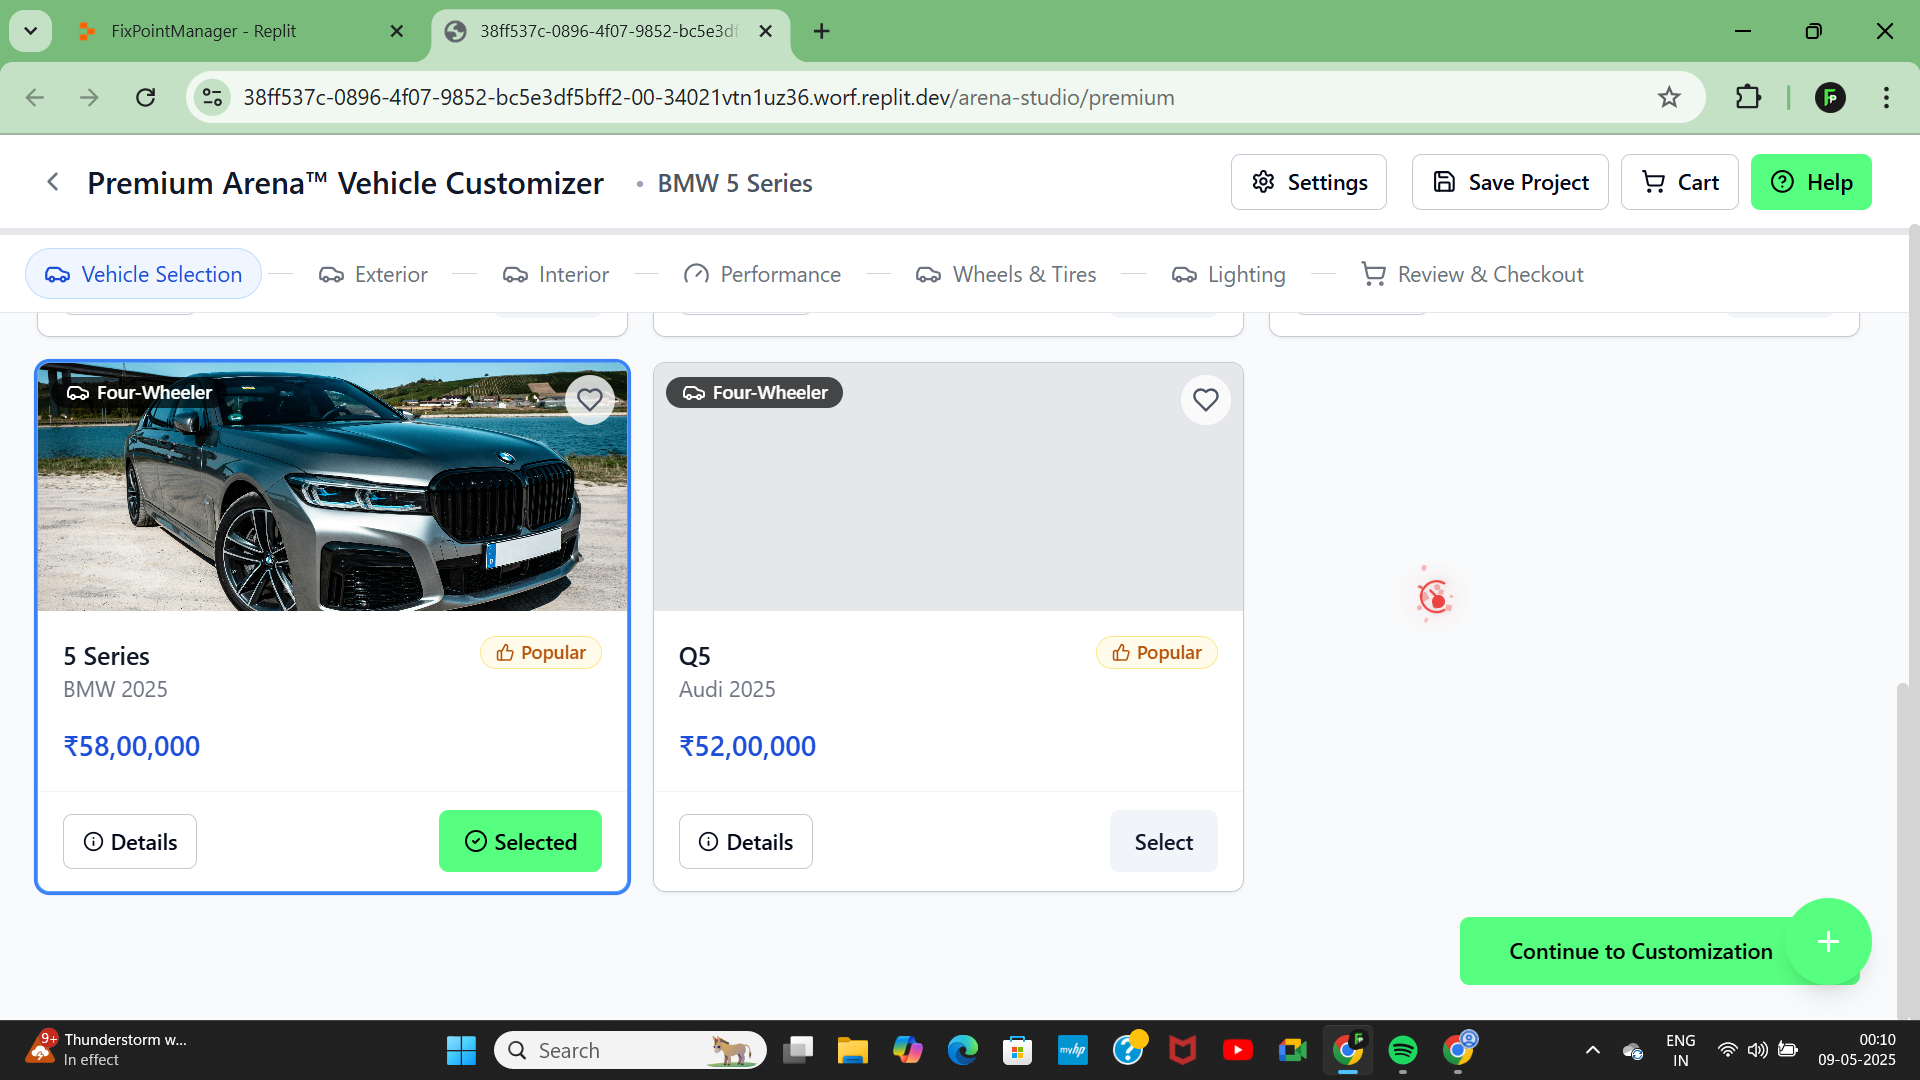 FixPointManager - Replit
38ff537c-0896-4f07-9852-bc5e3df
38ff537c-0896-4f07-9852-bc5e3df5bff2-00-34021vtn1uz36.worf.replit.dev/arena-studio/premium
Premium Arena™ Vehicle Customizer • BMW 5 Series
Settings
Save Project
Cart
Help
Vehicle Selection
Exterior
Interior
Performance
Wheels & Tires
Lighting
Review & Checkout
Four-Wheeler
5 Series
Popular
BMW 2025
₹58,00,000
Details
Selected
Four-Wheeler
Q5
Popular
Audi 2025
₹52,00,000
Details
Select
Continue to Customization
9+
Thunderstorm w...
In effect
Search
myhp
ENG
IN
00:10
09-05-2025